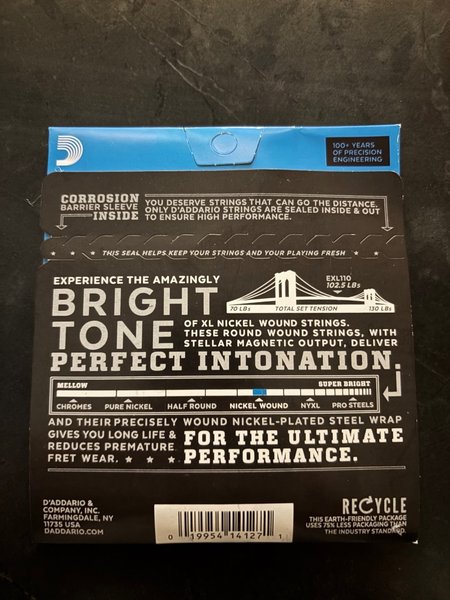 100+ YEARS
OF PRECISION
ENGINEERING
CORROSION
BARRIER SLEEVE
INSIDE
YOU DESERVE STRINGS THAT CAN GO THE DISTANCE.
ONLY D'ADDARIO STRINGS ARE SEALED INSIDE & OUT
TO ENSURE HIGH PERFORMANCE.
THIS SEAL HELPS KEEP YOUR STRINGS AND YOUR PLAYING FRESH
EXPERIENCE THE AMAZINGLY
BRIGHT
TONE
EXL110
102.5 LBs
70 LBs TOTAL SET TENSION 130 LBs
OF XL NICKEL WOUND STRINGS.
THESE ROUND WOUND STRINGS, WITH
STELLAR MAGNETIC OUTPUT, DELIVER
PERFECT INTONATION.
MELLOW SUPER BRIGHT
CHROMES PURE NICKEL HALF ROUND NICKEL WOUND NYXL PRO STEELS
AND THEIR PRECISELY WOUND NICKEL-PLATED STEEL WRAP
GIVES YOU LONG LIFE &
REDUCES PREMATURE
FRET WEAR.
FOR THE ULTIMATE
PERFORMANCE.
D'ADDARIO &
COMPANY, INC.
FARMINGDALE, NY
11735 USA
DADDARIO.COM
0 19954 14127 1
RECYCLE
THIS EARTH-FRIENDLY PACKAGE
USES 75% LESS PACKAGING THAN
THE INDUSTRY STANDARD.